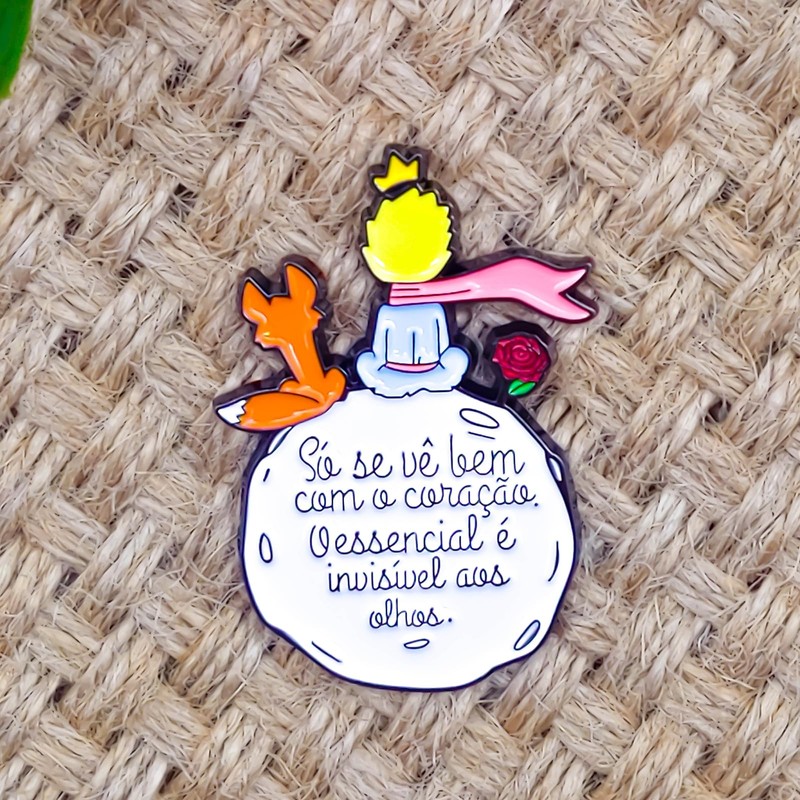 Só se vê bem
com o coração.
O essencial é
invisível aos
olhos.